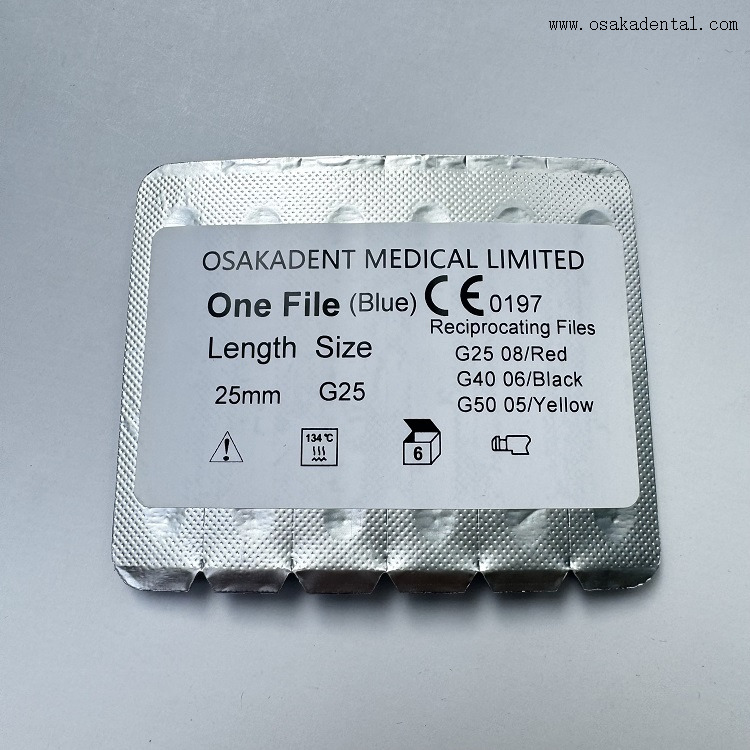 www.osakadental.com
OSAKADENT MEDICAL LIMITED
One File (Blue) CE 0197
Reciprocating Files
Length Size
G25 08/Red
25mm G25
G40 06/Black
G50 05/Yellow
134 ℃
6